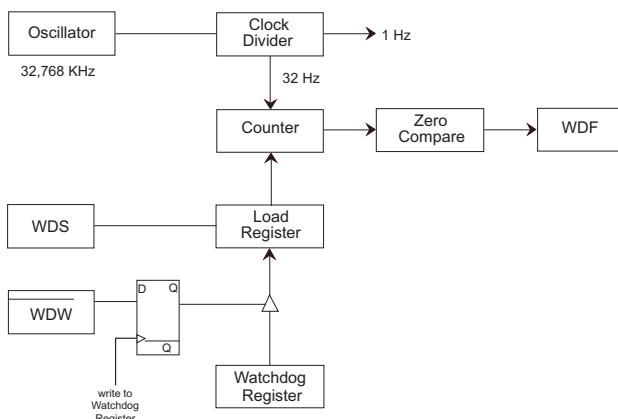 Oscillator
Clock
Divider
1 Hz
32,768 KHz
32 Hz
Counter
Zero
Compare
WDF
WDS
Load
Register
D Q
WDW
Q
Watchdog
Register
write to
Watchdog
Register